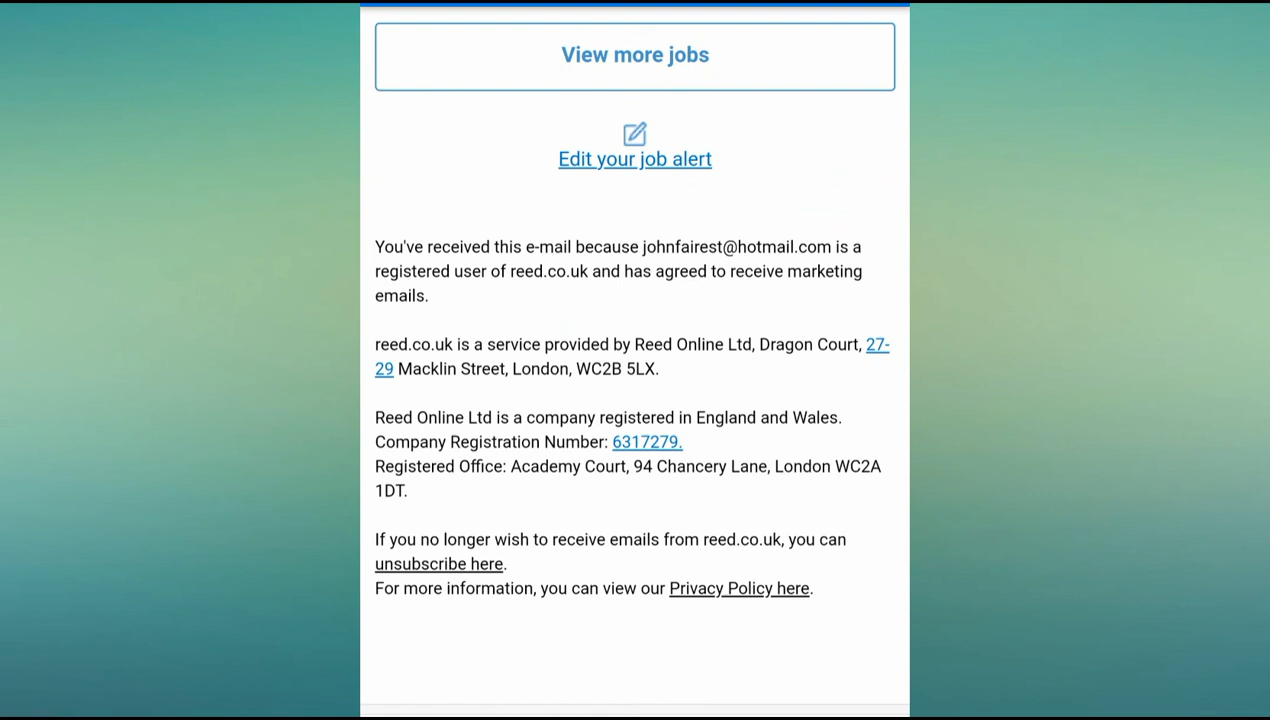 View more jobs
Edit your job alert
You've received this e-mail because johnfairest@hotmail.com is a
registered user of reed.co.uk and has agreed to receive marketing
emails.
reed.co.uk is a service provided by Reed Online Ltd, Dragon Court, 27-
29 Macklin Street, London, WC2B 5LX.
Reed Online Ltd is a company registered in England and Wales.
Company Registration Number: 6317279.
Registered Office: Academy Court, 94 Chancery Lane, London WC2A
1DT.
If you no longer wish to receive emails from reed.co.uk, you can
unsubscribe here.
For more information, you can view our Privacy Policy here.